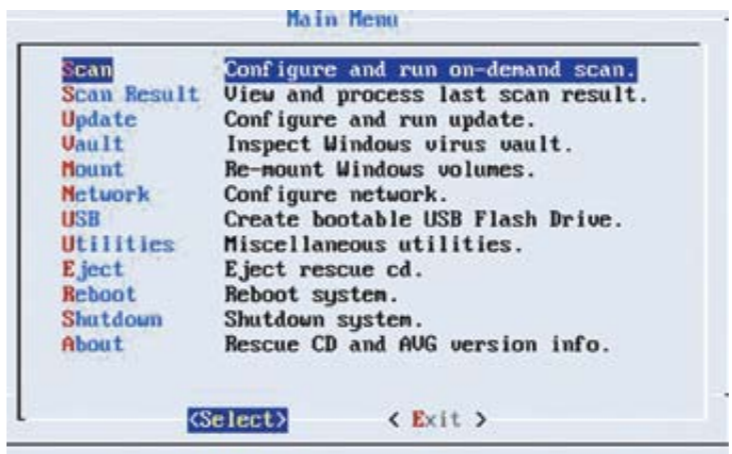 Main Menu
Scan Configure and run on-demand scan.
Scan Result View and process last scan result.
Update Configure and run update.
Vault Inspect Windows virus vault.
Mount Re-mount Windows volumes.
Network Configure network.
USB Create bootable USB Flash Drive.
Utilities Miscellaneous utilities.
Eject Eject rescue cd.
Reboot Reboot system.
Shutdown Shutdown system.
About Rescue CD and AVG version info.
<Select> < Exit >